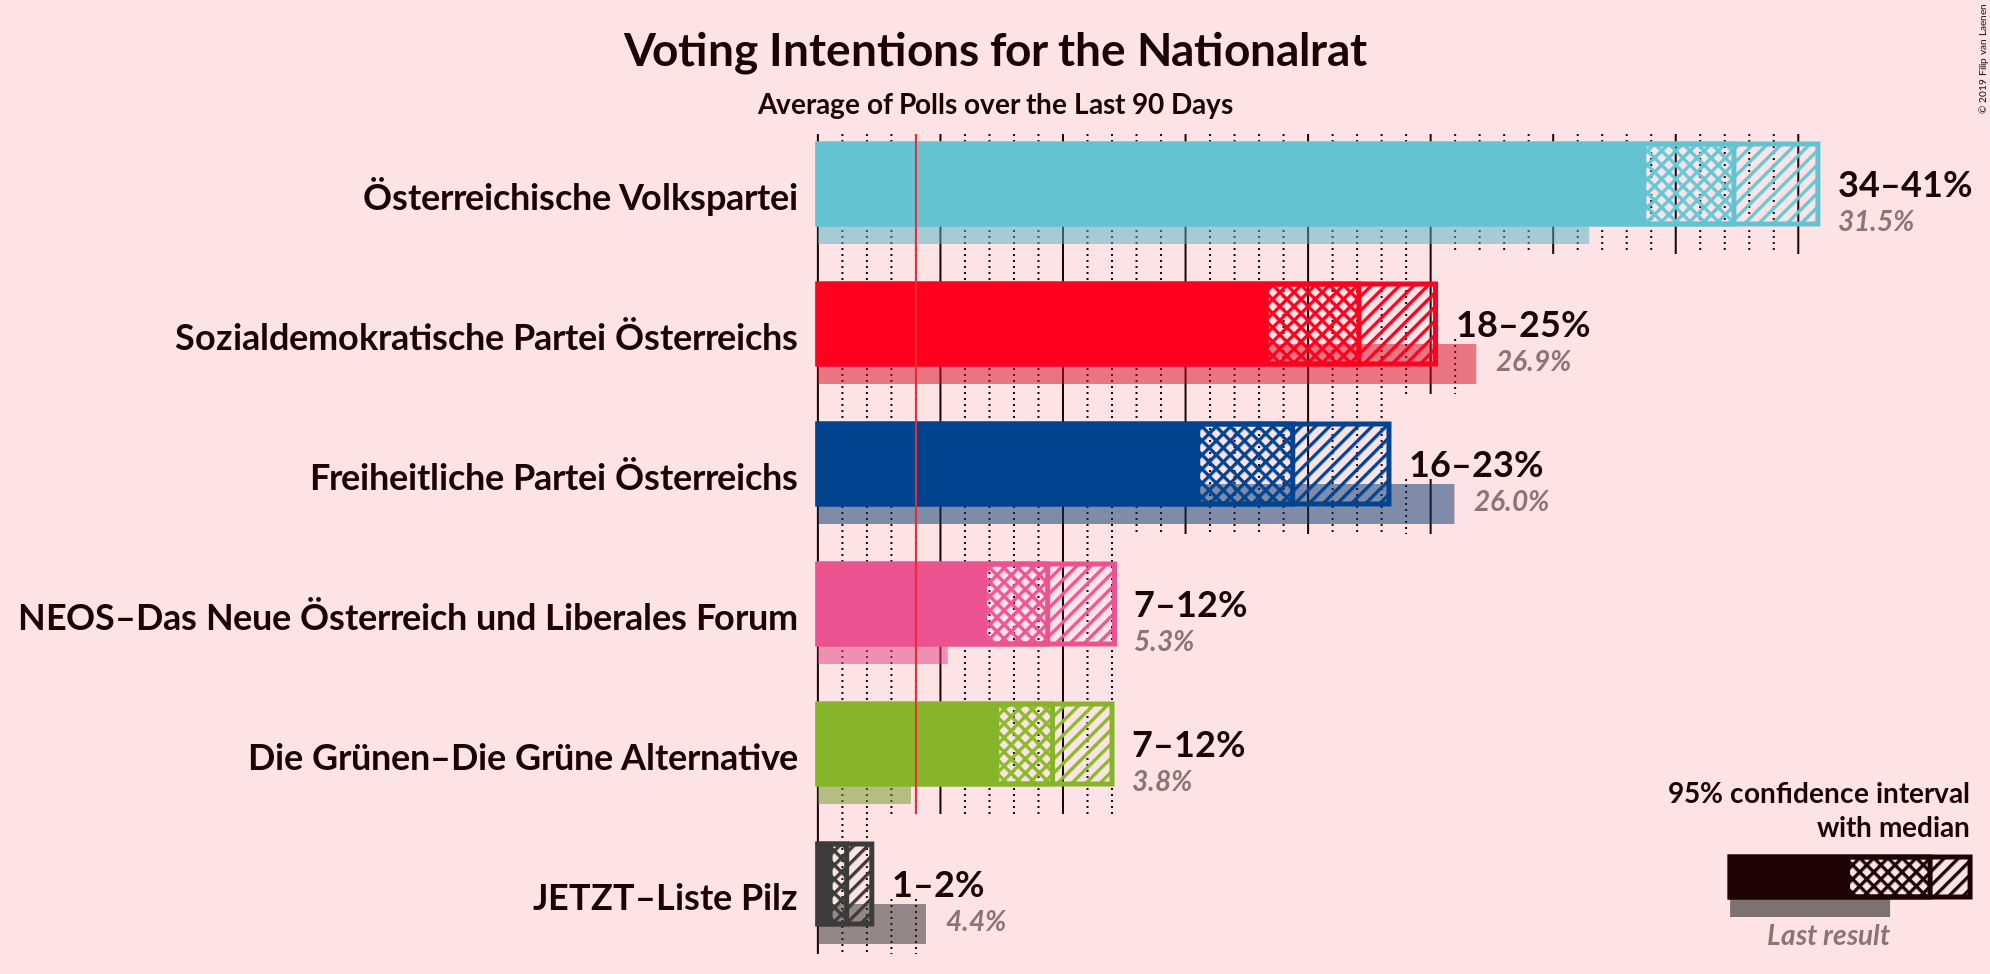 Voting Intentions for the Nationalrat
Average of Polls over the Last 90 Days
© 2019 Filip van Laenen
Österreichische Volkspartei
34–41%
31.5%
Sozialdemokratische Partei Österreichs
18–25%
26.9%
Freiheitliche Partei Österreichs
16–23%
26.0%
NEOS–Das Neue Österreich und Liberales Forum
7–12%
5.3%
Die Grünen–Die Grüne Alternative
7–12%
3.8%
JETZT–Liste Pilz
1–2%
4.4%
95% confidence interval
with median
Last result